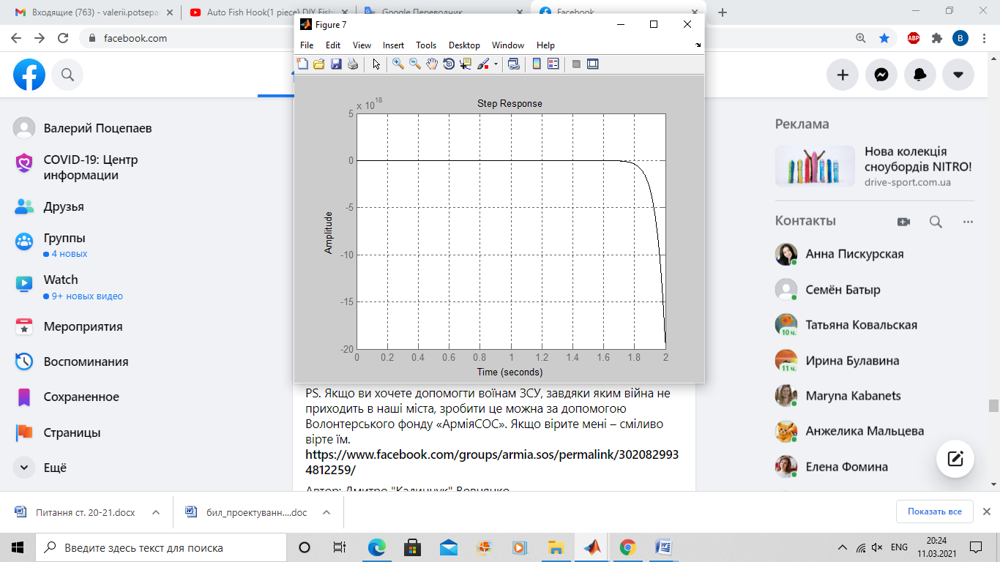 Входящие (763) - valerii.potsepa
Auto Fish Hook(1 piece) DIY Fish
Google Переводчик
Facebook
facebook.com
ABP
B
Figure 7
File Edit View Insert Tools Desktop Window Help
Step Response
x 10^18
5
0
-5
-10
-15
-20
Amplitude
0 0.2 0.4 0.6 0.8 1 1.2 1.4 1.6 1.8 2
Time (seconds)
Валерий Поцепаев
COVID-19: Центр
информации
Друзья
Группы
4 новых
Watch
9+ новых видео
Мероприятия
Воспоминания
Сохраненное
Страницы
Ещё
PS. Якщо ви хочете допомогти воїнам ЗСУ, завдяки яким війна не
приходить в наші міста, зробити це можна за допомогою
Волонтерського фонду «АрміяСОС». Якщо вірите мені – сміливо
вірте їм.
https://www.facebook.com/groups/armia.sos/permalink/302082993
4812259/
Реклама
Нова колекція
сноубордів NITRO!
drive-sport.com.ua
Контакты
Анна Пискурская
Семён Батыр
Татьяна Ковальская
10 ч.
Ирина Булавина
11 ч.
Maryna Kabanets
Анжелика Мальцева
Елена Фомина
Питання ст. 20-21.docx
бил_проектуванн....doc
Показать все
Введите здесь текст для поиска
ENG
20:24
11.03.2021